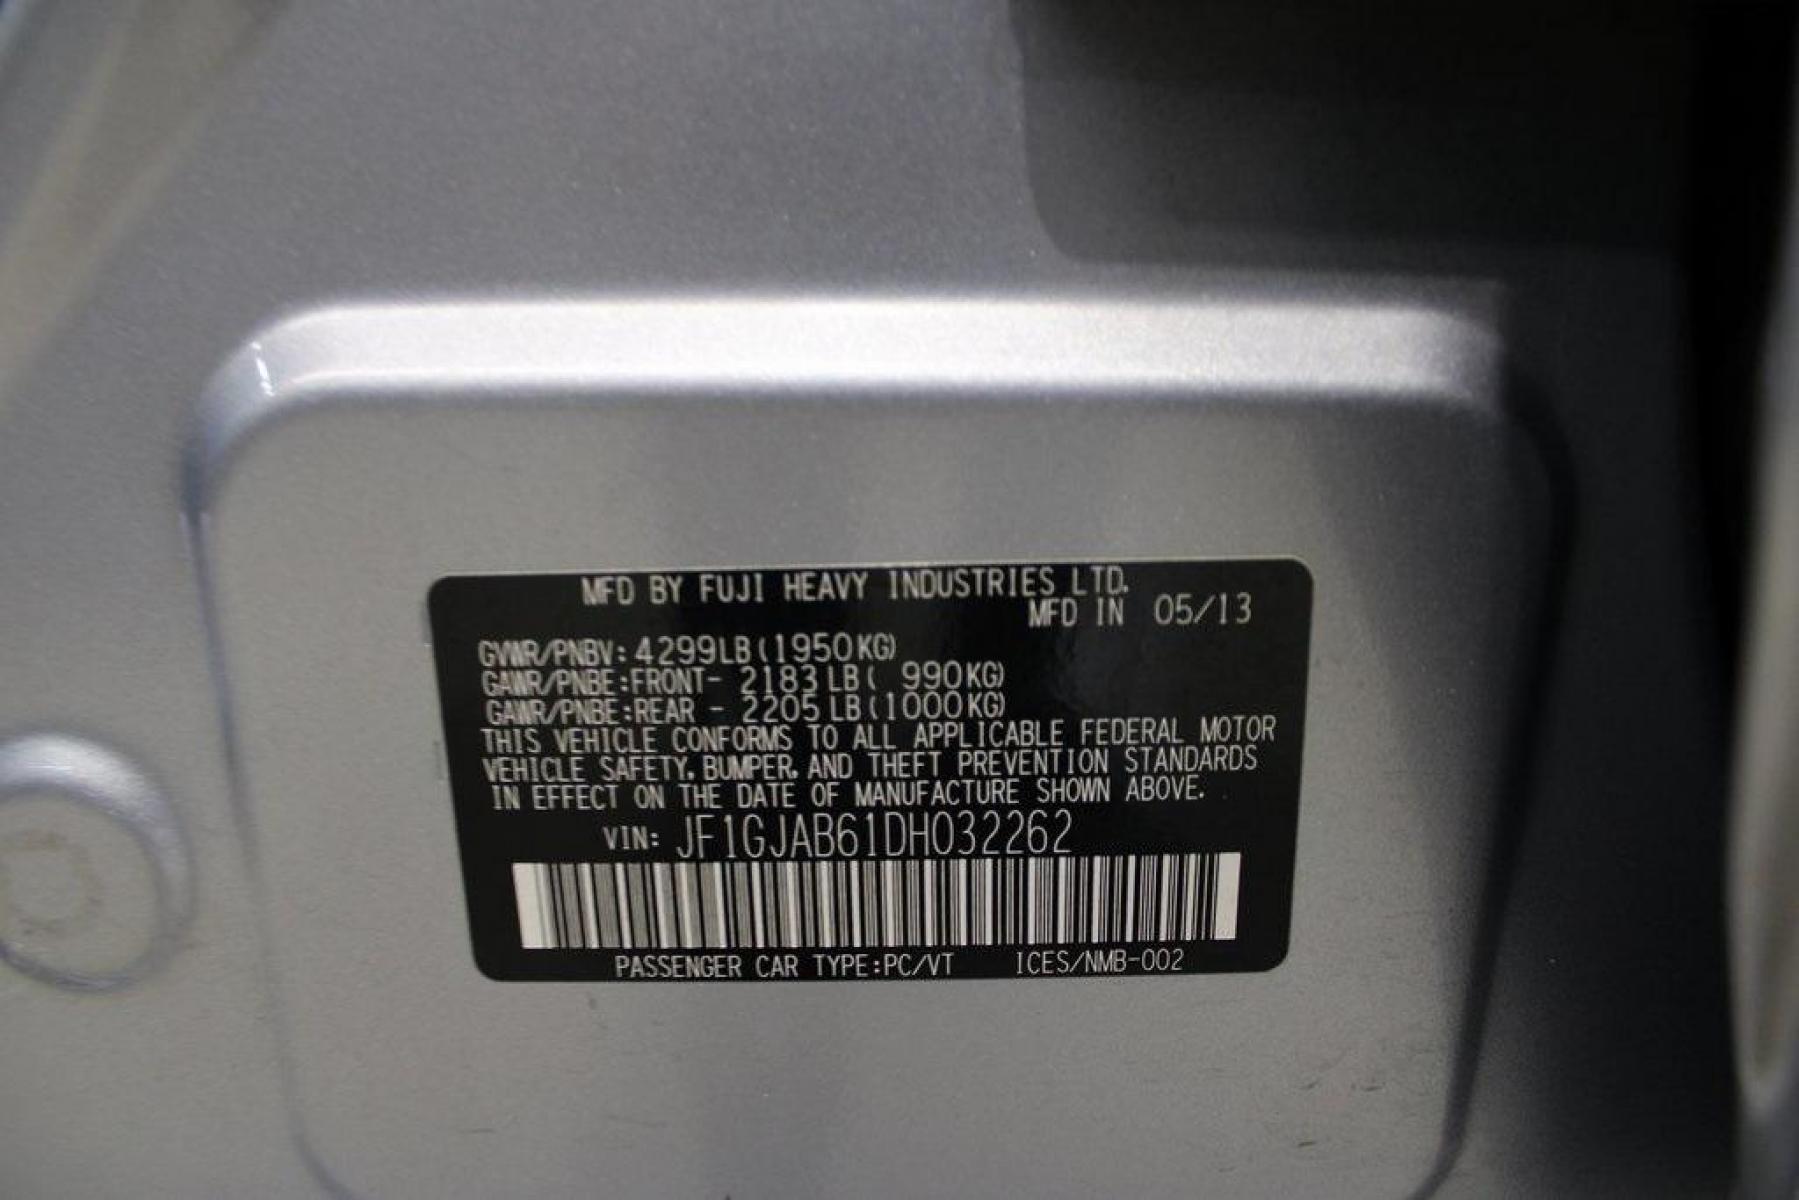 MFD BY FUJI HEAVY INDUSTRIES LTD.
MFD IN 05/13
GVWR/PNBV: 4299LB(1950KG)
GAWR/PNBE:FRONT- 2183LB( 990KG)
GAWR/PNBE:REAR - 2205LB(1000KG)
THIS VEHICLE CONFORMS TO ALL APPLICABLE FEDERAL MOTOR
VEHICLE SAFETY, BUMPER, AND THEFT PREVENTION STANDARDS
IN EFFECT ON THE DATE OF MANUFACTURE SHOWN ABOVE.
VIN: JF1GJAB61DH032262
PASSENGER CAR TYPE:PC/VT ICES/NMB-002